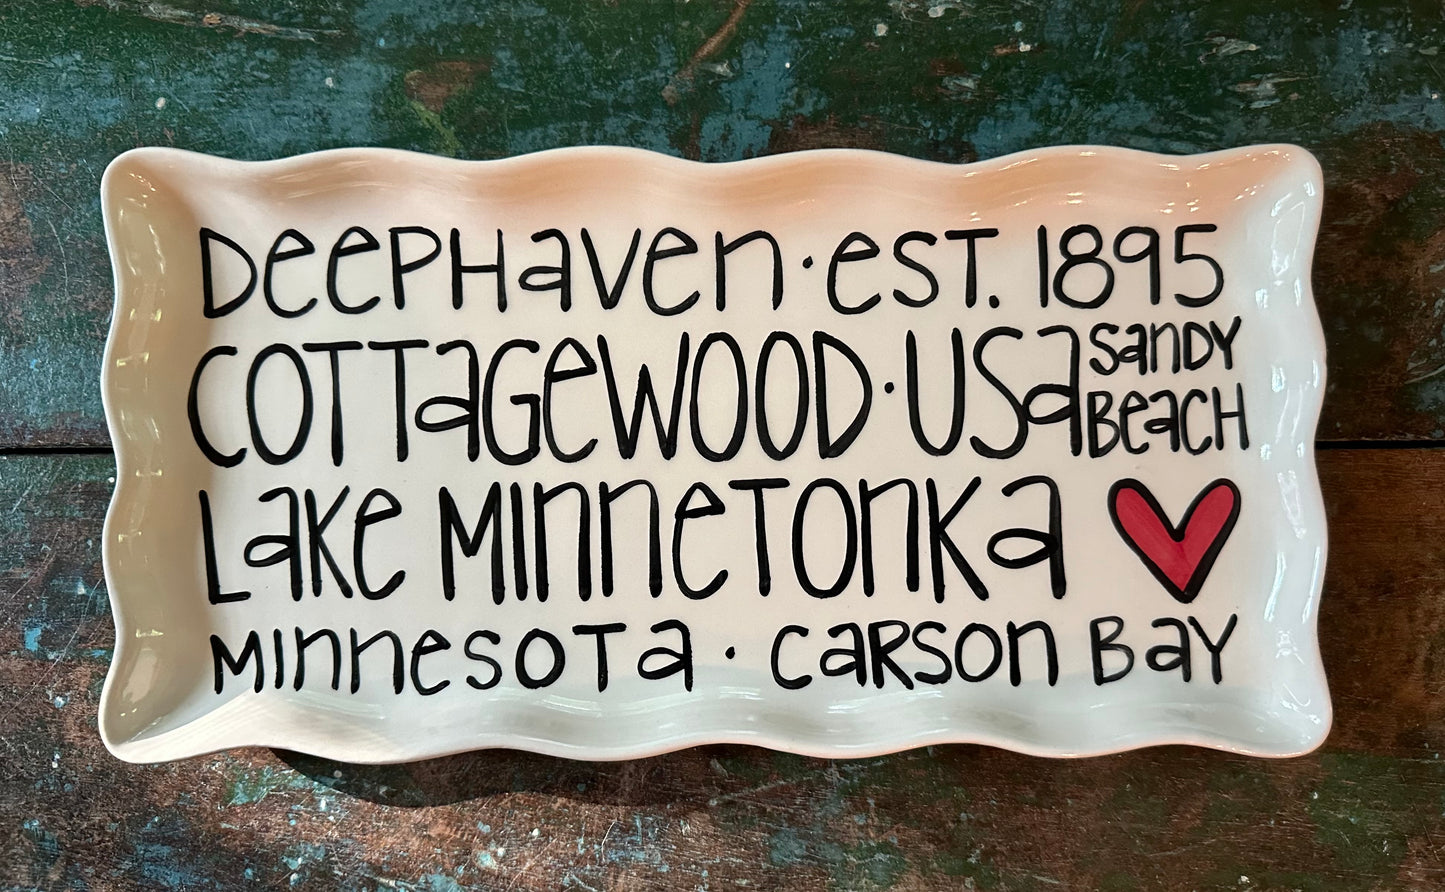 DeePHaven · eST. 1895
COTTaGeWOOD · USa SanDY BeaCH
Lake MInneTOnKa
MInnesOTa · CaRSOn BaY